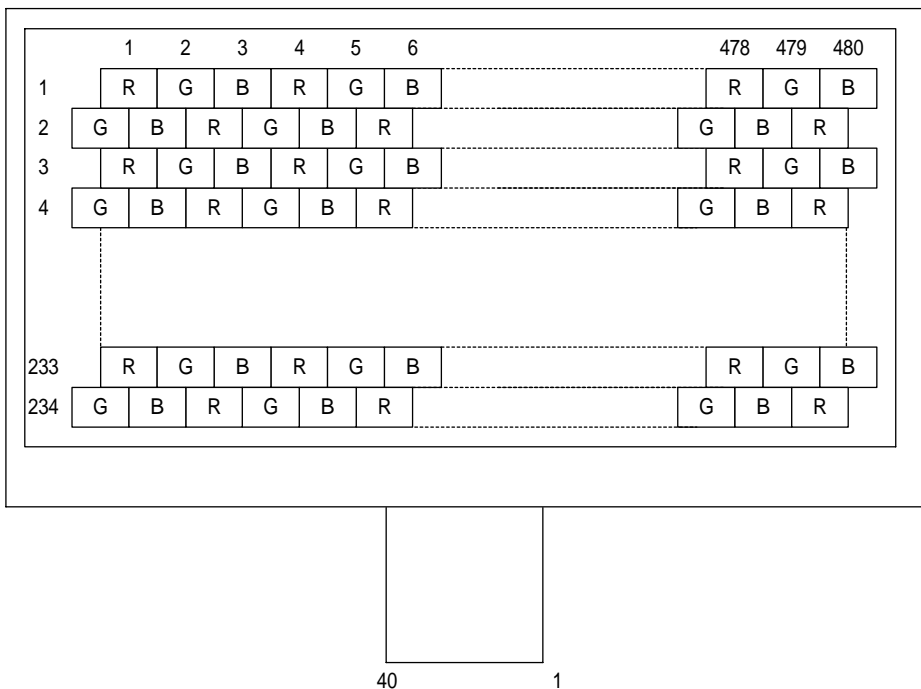 1 2 3 4 5 6 478 479 480
1 R G B R G B R G B
2 G B R G B R G B R
3 R G B R G B R G B
4 G B R G B R G B R
233 R G B R G B R G B
234 G B R G B R G B R
40 1